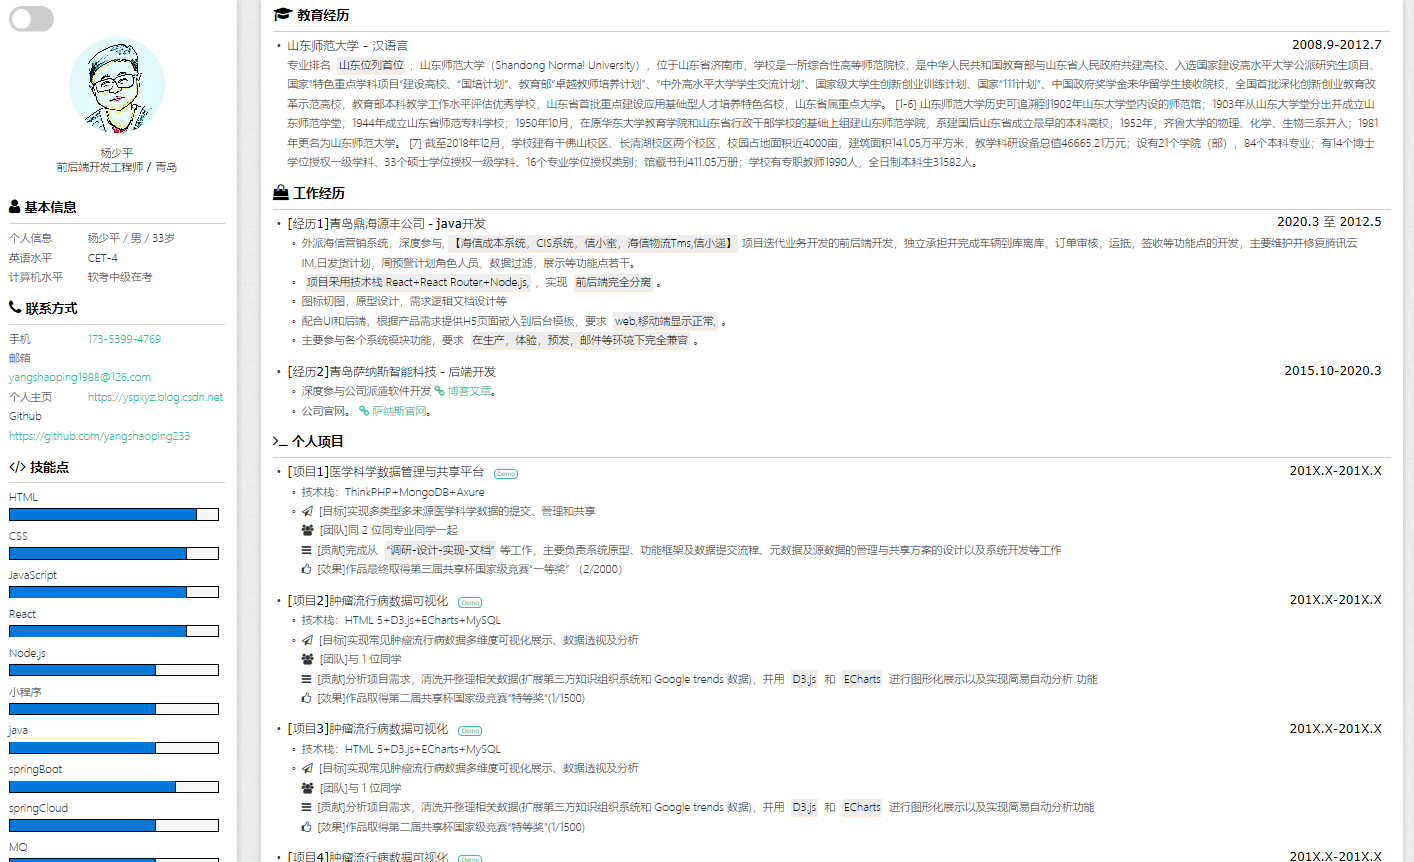 杨少平
前后端开发工程师 / 青岛
基本信息
个人信息 杨少平 / 男 / 33岁
英语水平 CET-4
计算机水平 软考中级在考
联系方式
手机 173-5399-4769
邮箱
yangshaoping1988@126.com
个人主页 https://yspxyz.blog.csdn.net
Github
https://github.com/yangshaoping233
</> 技能点
HTML
CSS
JavaScript
React
Node.js
小程序
java
springBoot
springCloud
MQ
教育经历
山东师范大学 - 汉语言 2008.9-2012.7
专业排名 山东位列首位 ，山东师范大学（Shandong Normal University），位于山东省济南市，学校是一所综合性高等师范院校，是中华人民共和国教育部与山东省人民政府共建高校、入选国家建设高水平大学公派研究生项目、
国家"特色重点学科项目"建设高校、"国培计划"、教育部"卓越教师培养计划"、"中外高水平大学学生交流计划"、国家级大学生创新创业训练计划、国家"111计划"、中国政府奖学金来华留学生接收院校，全国首批深化创新创业教育改
革示范高校，教育部本科教学工作水平评估优秀学校，山东省首批重点建设应用基础型人才培养特色名校，山东省属重点大学。 [1-6] 山东师范大学历史可追溯到1902年山东大学堂内设的师范馆；1903年从山东大学堂分出并成立山
东师范学堂；1944年成立山东省师范专科学校；1950年10月，在原华东大学教育学院和山东省行政干部学校的基础上组建山东师范学院，系建国后山东省成立最早的本科高校；1952年，齐鲁大学的物理、化学、生物三系并入；1981
年更名为山东师范大学。 [7] 截至2018年12月，学校建有千佛山校区、长清湖校区两个校区，校园占地面积近4000亩，建筑面积141.05万平方米，教学科研设备总值46665.21万元；设有21个学院（部），84个本科专业；有14个博士
学位授权一级学科、33个硕士学位授权一级学科、16个专业学位授权类别；馆藏书刊411.05万册；学校有专职教师1990人，全日制本科生31582人。
工作经历
[经历1]青岛鼎海源丰公司 - java开发 2020.3 至 2012.5
外派海信营销系统，深度参与, 【海信成本系统，CIS系统，信小蜜，海信物流Tms,信小递】 项目迭代业务开发的前后端开发，独立承担并完成车辆到库离库，订单审核，运抵，签收等功能点的开发，主要维护并修复腾讯云
IM,日发货计划，周预警计划角色人员，数据过滤，展示等功能点若干。
项目采用技术栈 React+React Router+Node.js, ，实现 前后端完全分离 。
图标切图，原型设计，需求逻辑文档设计等
配合UI和后端，根据产品需求提供H5页面嵌入到后台模板，要求 web,移动端显示正常, 。
主要参与各个系统模块功能，要求 在生产，体验，预发，邮件等环境下完全兼容 。
[经历2]青岛萨纳斯智能科技 - 后端开发 2015.10-2020.3
深度参与公司派遣软件开发 博客文章。
公司官网。 萨纳斯官网。
个人项目
[项目1]医学科学数据管理与共享平台 Demo 201X.X-201X.X
技术栈：ThinkPHP+MongoDB+Axure
[目标]实现多类型多来源医学科学数据的提交、管理和共享
[团队]同 2 位同专业同学一起
[贡献]完成从 "调研-设计-实现-文档" 等工作，主要负责系统原型、功能框架及数据提交流程、元数据及源数据的管理与共享方案的设计以及系统开发等工作
[效果]作品最终取得第三届共享杯国家级竞赛"一等奖" （2/2000）
[项目2]肿瘤流行病数据可视化 Demo 201X.X-201X.X
技术栈：HTML 5+D3.js+ECharts+MySQL
[目标]实现常见肿瘤流行病数据多维度可视化展示、数据透视及分析
[团队]与 1 位同学
[贡献]分析项目需求，清洗并整理相关数据(扩展第三方知识组织系统和 Google trends 数据)，并用 D3.js 和 ECharts 进行图形化展示以及实现简易自动分析 功能
[效果]作品取得第二届共享杯国家级竞赛"特等奖"(1/1500)
[项目3]肿瘤流行病数据可视化 Demo 201X.X-201X.X
技术栈：HTML 5+D3.js+ECharts+MySQL
[目标]实现常见肿瘤流行病数据多维度可视化展示、数据透视及分析
[团队]与 1 位同学
[贡献]分析项目需求，清洗并整理相关数据(扩展第三方知识组织系统和 Google trends 数据)，并用 D3.js 和 ECharts 进行图形化展示以及实现简易自动分析功能
[效果]作品取得第二届共享杯国家级竞赛"特等奖"(1/1500)
[项目4]肿瘤流行病数据可视化 Demo 201X.X-201X.X